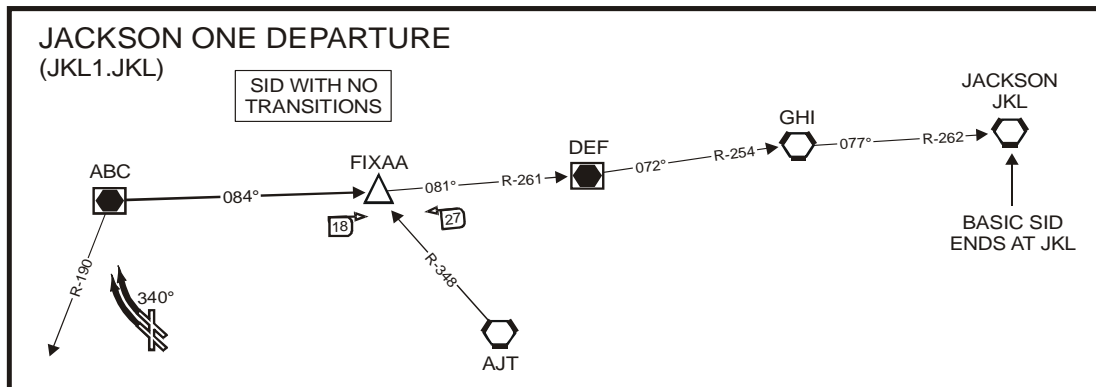 JACKSON ONE DEPARTURE
(JKL1.JKL)
SID WITH NO
TRANSITIONS
JACKSON
JKL
GHI
DEF
FIXAA
ABC
084°
081°
R-261
072°
R-254
077°
R-262
18
27
R-190
340°
R-348
AJT
BASIC SID
ENDS AT JKL